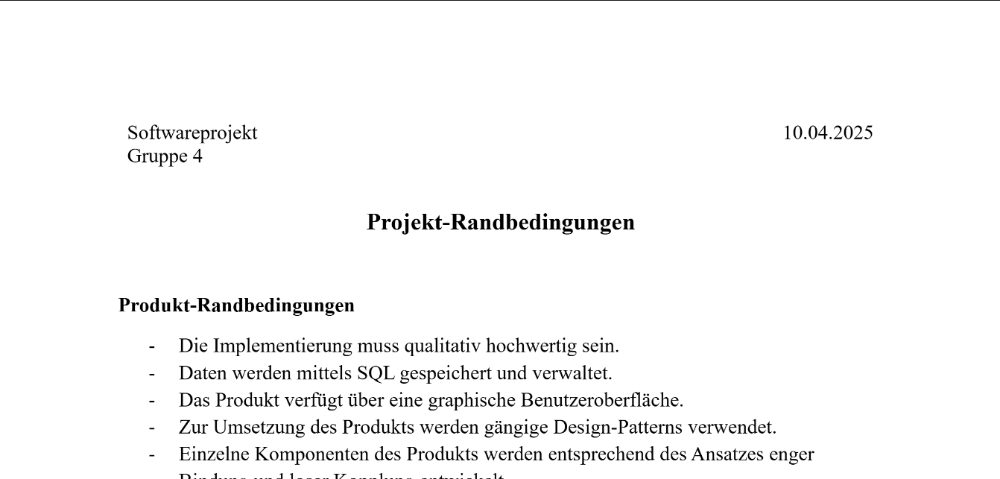 Softwareprojekt 10.04.2025
Gruppe 4
Projekt-Randbedingungen
Produkt-Randbedingungen
- Die Implementierung muss qualitativ hochwertig sein.
- Daten werden mittels SQL gespeichert und verwaltet.
- Das Produkt verfügt über eine graphische Benutzeroberfläche.
- Zur Umsetzung des Produkts werden gängige Design-Patterns verwendet.
- Einzelne Komponenten des Produkts werden entsprechend des Ansatzes enger
Bindung und loser Kopplung entwickelt.